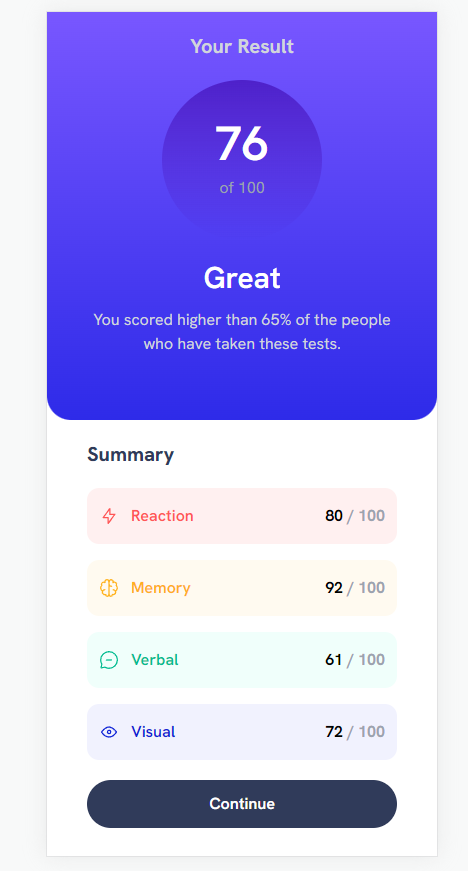 Your Result
76
of 100
Great
You scored higher than 65% of the people
who have taken these tests.
Summary
Reaction 80 / 100
Memory 92 / 100
Verbal 61 / 100
Visual 72 / 100
Continue